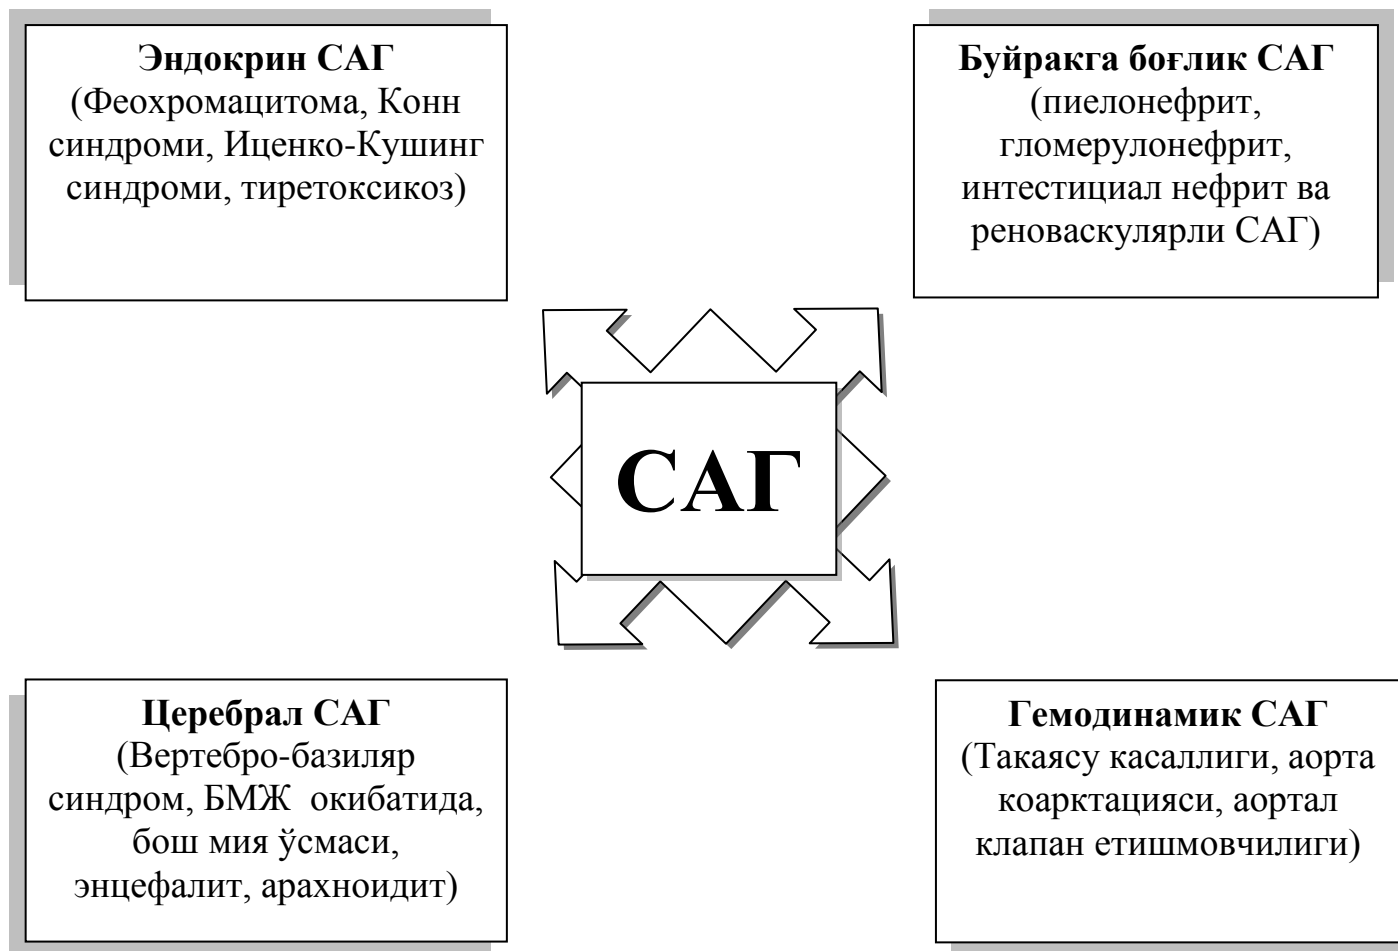 Эндокрин САГ
(Феохромацитома, Конн
синдроми, Иценко-Кушинг
синдроми, тиретоксикоз)
Буйракга боғлик САГ
(пиелонефрит,
гломерулонефрит,
интестициал нефрит ва
реноваскулярли САГ)
САГ
Церебрал САГ
(Вертебро-базиляр
синдром, БМЖ  окибатида,
бош мия ўсмаси,
энцефалит, арахноидит)
Гемодинамик САГ
(Такаясу касаллиги, аорта
коарктацияси, аортал
клапан етишмовчилиги)